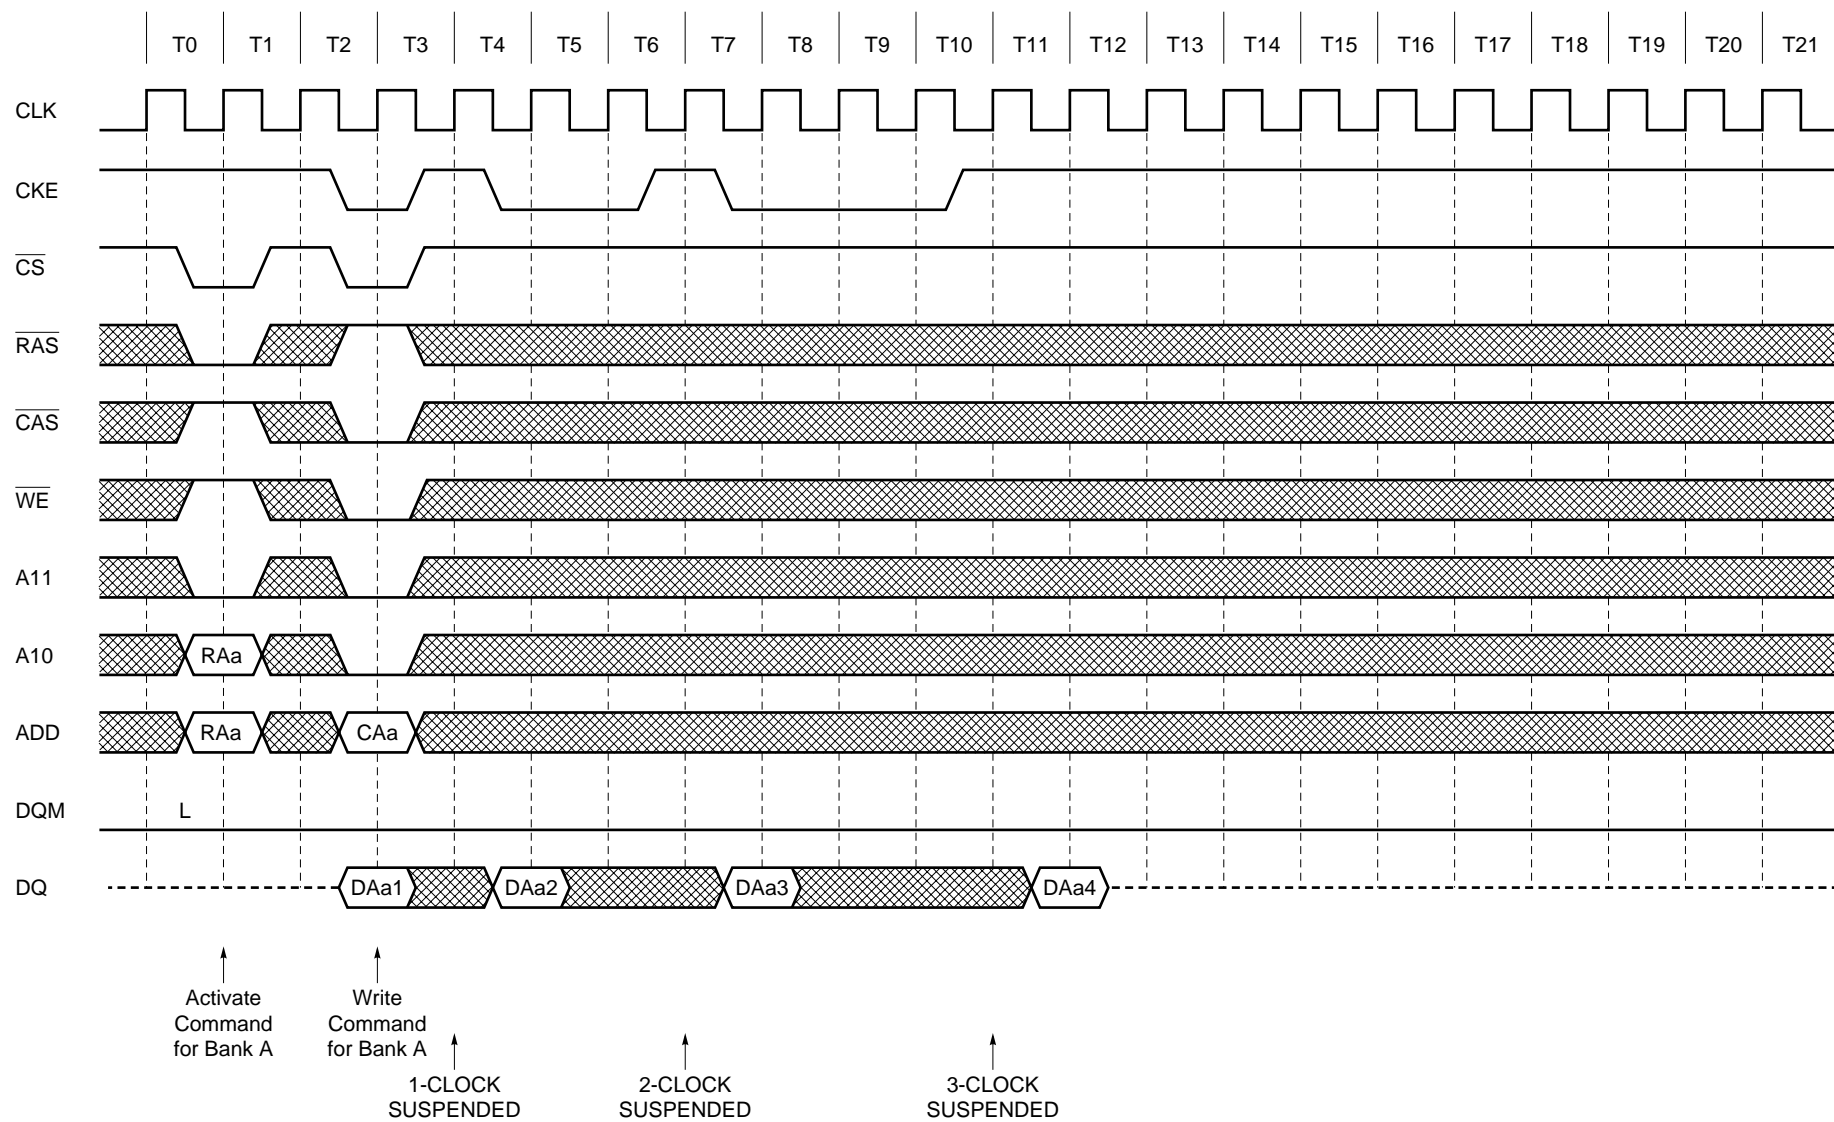 T0 T1 T2 T3 T4 T5 T6 T7 T8 T9 T10 T11 T12 T13 T14 T15 T16 T17 T18 T19 T20 T21
CLK
CKE
CS
RAS
CAS
WE
A11
A10 RAa
ADD RAa CAa
DQM L
DQ DAa1 DAa2 DAa3 DAa4
Activate
Command
for Bank A
Write
Command
for Bank A
1-CLOCK
SUSPENDED
2-CLOCK
SUSPENDED
3-CLOCK
SUSPENDED